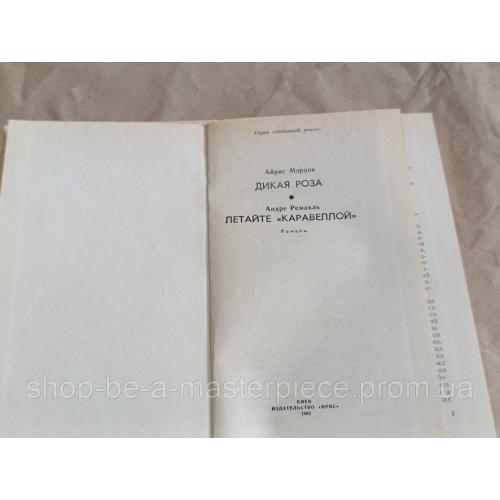 Серия «Любовный роман»
Айрис Мэрдок
ДИКАЯ РОЗА
Андре Ремакль
ЛЕТАЙТЕ «КАРАВЕЛЛОЙ»
Романы
КИЕВ
ИЗДАТЕЛЬСТВО «ИРИС»
1992
3
shop-be-a-masterpiece.prom.ua